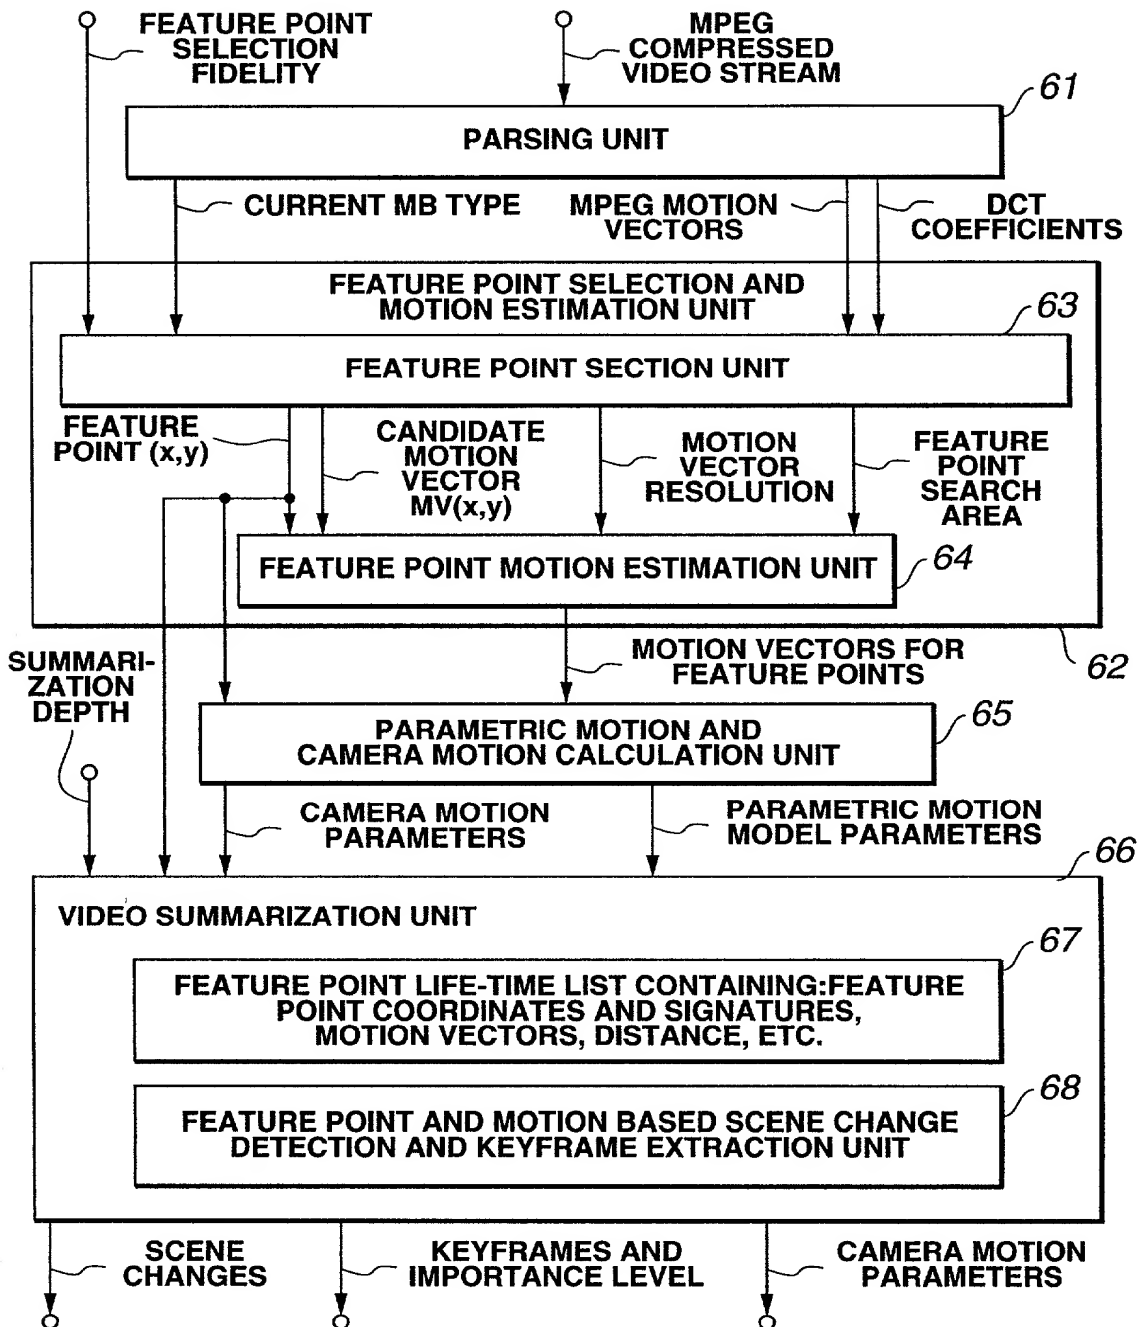 FEATURE POINT
SELECTION
FIDELITY
MPEG
COMPRESSED
VIDEO STREAM
61
PARSING UNIT
CURRENT MB TYPE
MPEG MOTION
VECTORS
DCT
COEFFICIENTS
FEATURE POINT SELECTION AND
MOTION ESTIMATION UNIT
63
FEATURE POINT SECTION UNIT
FEATURE
POINT (x,y)
CANDIDATE
MOTION
VECTOR
MV(x,y)
MOTION
VECTOR
RESOLUTION
FEATURE
POINT
SEARCH
AREA
FEATURE POINT MOTION ESTIMATION UNIT
64
62
MOTION VECTORS FOR
FEATURE POINTS
SUMMARI-
ZATION
DEPTH
65
PARAMETRIC MOTION AND
CAMERA MOTION CALCULATION UNIT
CAMERA MOTION
PARAMETERS
PARAMETRIC MOTION
MODEL PARAMETERS
66
VIDEO SUMMARIZATION UNIT
67
FEATURE POINT LIFE-TIME LIST CONTAINING:FEATURE
POINT COORDINATES AND SIGNATURES,
MOTION VECTORS, DISTANCE, ETC.
68
FEATURE POINT AND MOTION BASED SCENE CHANGE
DETECTION AND KEYFRAME EXTRACTION UNIT
SCENE
CHANGES
KEYFRAMES AND
IMPORTANCE LEVEL
CAMERA MOTION
PARAMETERS